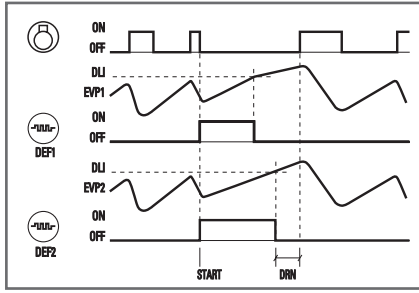 ON
OFF
DLI
EVP1
ON
OFF
DEF1
DLI
EVP2
ON
OFF
DEF2
START DRN